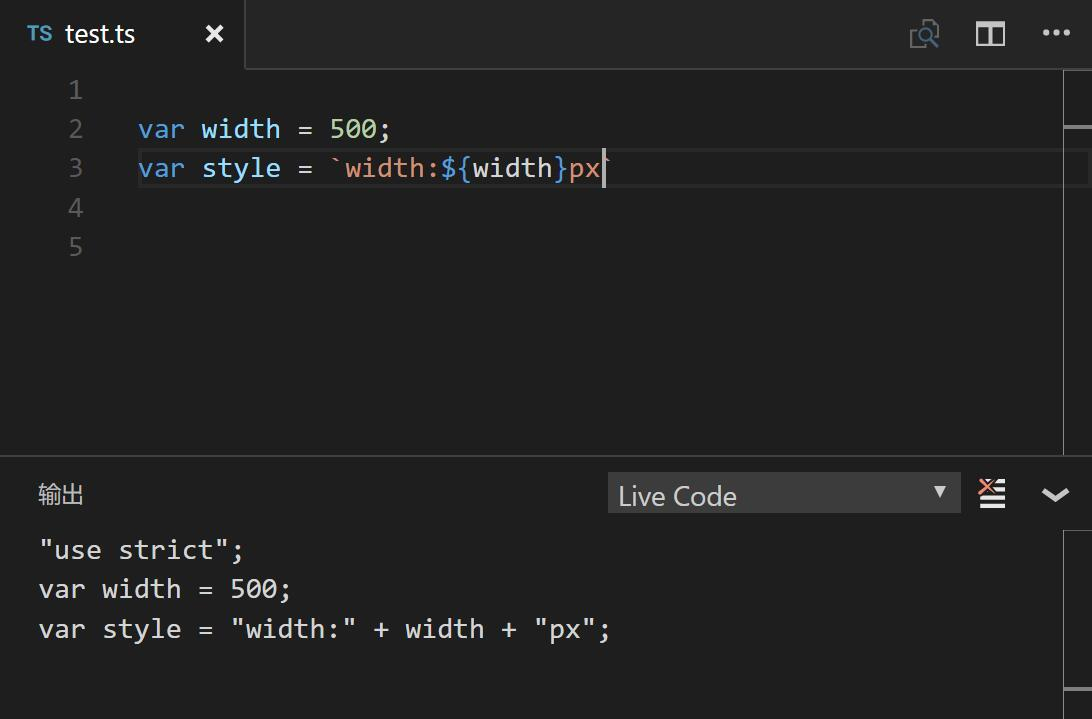 TS test.ts
1
2 var width = 500;
3 var style = `width:${width}px`
4
5
输出
Live Code
"use strict";
var width = 500;
var style = "width:" + width + "px";